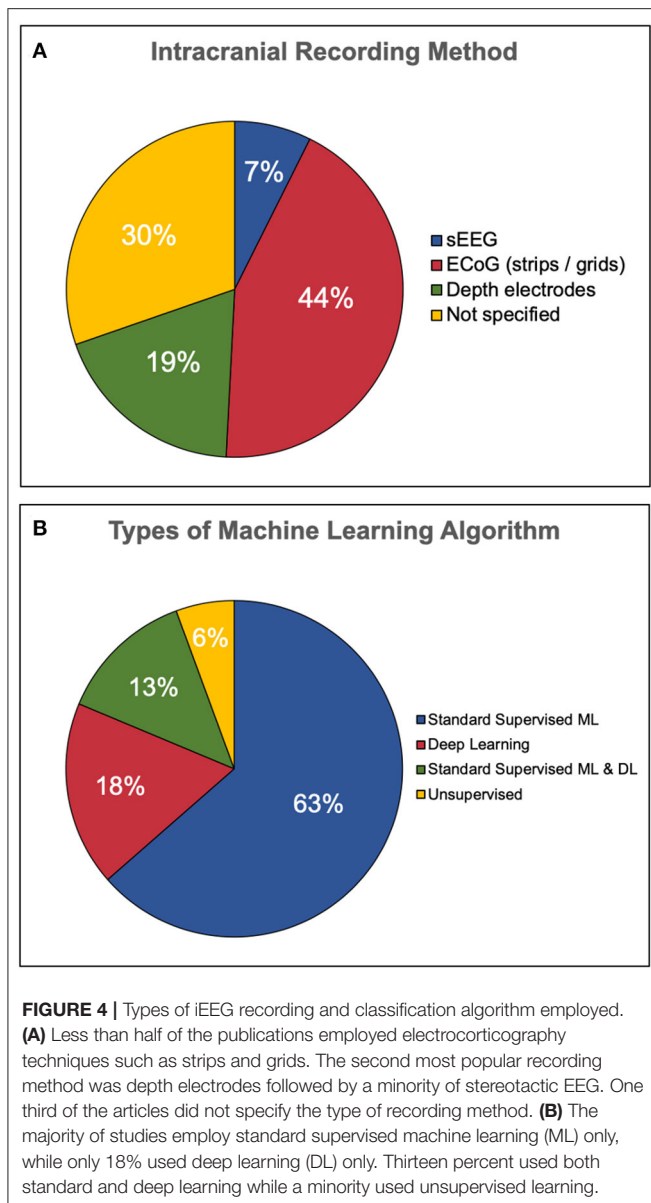 A
Intracranial Recording Method
7%
30%
44%
19%
sEEG
ECoG (strips / grids)
Depth electrodes
Not specified
B
Types of Machine Learning Algorithm
6%
13%
18%
63%
Standard Supervised ML
Deep Learning
Standard Supervised ML & DL
Unsupervised
FIGURE 4 | Types of iEEG recording and classification algorithm employed.
(A) Less than half of the publications employed electrocorticography
techniques such as strips and grids. The second most popular recording
method was depth electrodes followed by a minority of stereotactic EEG. One
third of the articles did not specify the type of recording method. (B) The
majority of studies employ standard supervised machine learning (ML) only,
while only 18% used deep learning (DL) only. Thirteen percent used both
standard and deep learning while a minority used unsupervised learning.